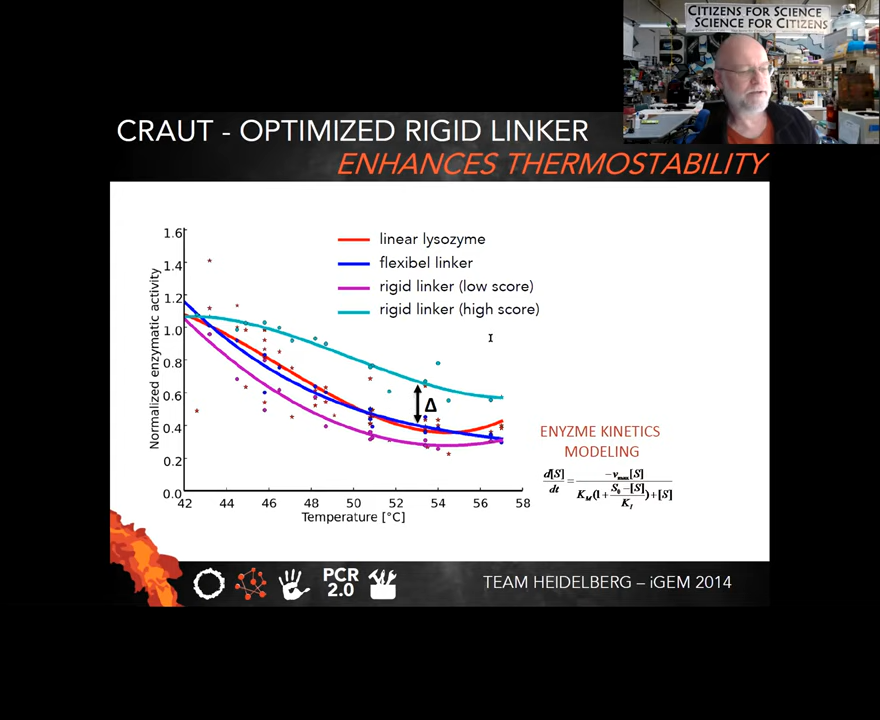 CITIZENS FOR SCIENCE
SCIENCE FOR CITIZENS
CRAUT - OPTIMIZED RIGID LINKER
ENHANCES THERMOSTABILITY
linear lysozyme
flexibel linker
rigid linker (low score)
rigid linker (high score)
Normalized enzymatic activity
1.6
1.4
1.2
1.0
0.8
0.6
0.4
0.2
0.0
Δ
42 44 46 48 50 52 54 56 58
Temperature [°C]
ENYZME KINETICS
MODELING
d[S]/dt = -v_max[S] / (K_M(1 + (S_0 - [S])/K_I) + [S])
PCR
2.0
TEAM HEIDELBERG – iGEM 2014